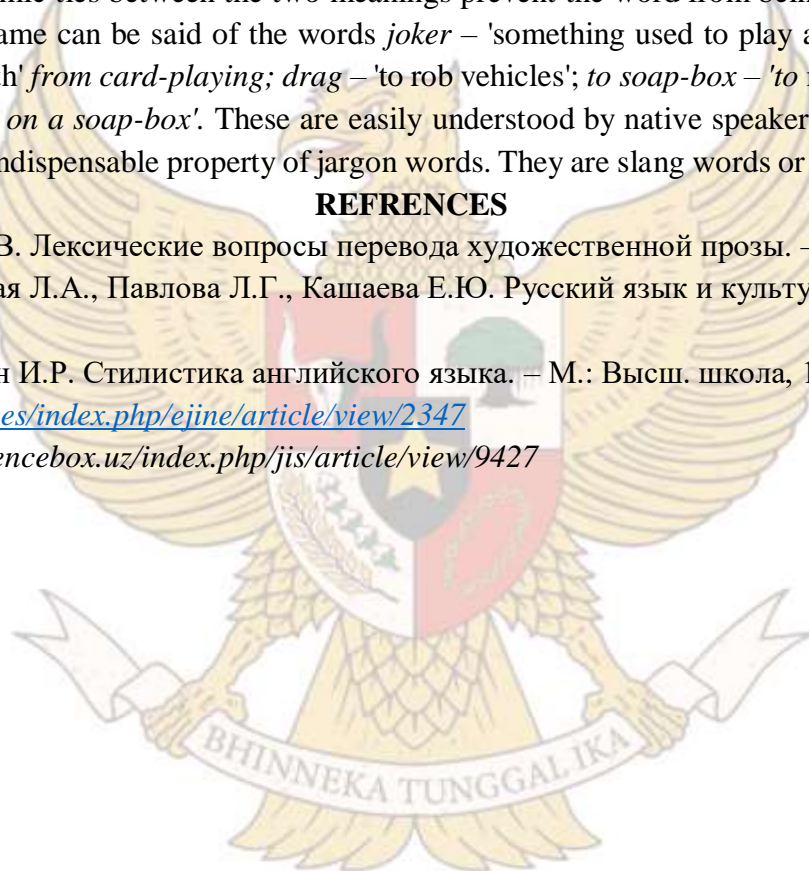 ties between the two meanings prevent the word from
ame can be said of the words joker – 'something used to play a
h' from card-playing; drag – 'to rob vehicles'; to soap-box – 'to
on a soap-box'. These are easily understood by native speaker
ndispensable property of jargon words. They are slang words or
REFRENCES
В. Лексические вопросы перевода художественной прозы. –
ая Л.А., Павлова Л.Г., Кашаева Е.Ю. Русский язык и культу
н И.Р. Стилистика английского языка. – М.: Высш. школа, 1
es/index.php/ejine/article/view/2347
encebox.uz/index.php/jis/article/view/9427
BHINNEKA TUNGGAL IKA